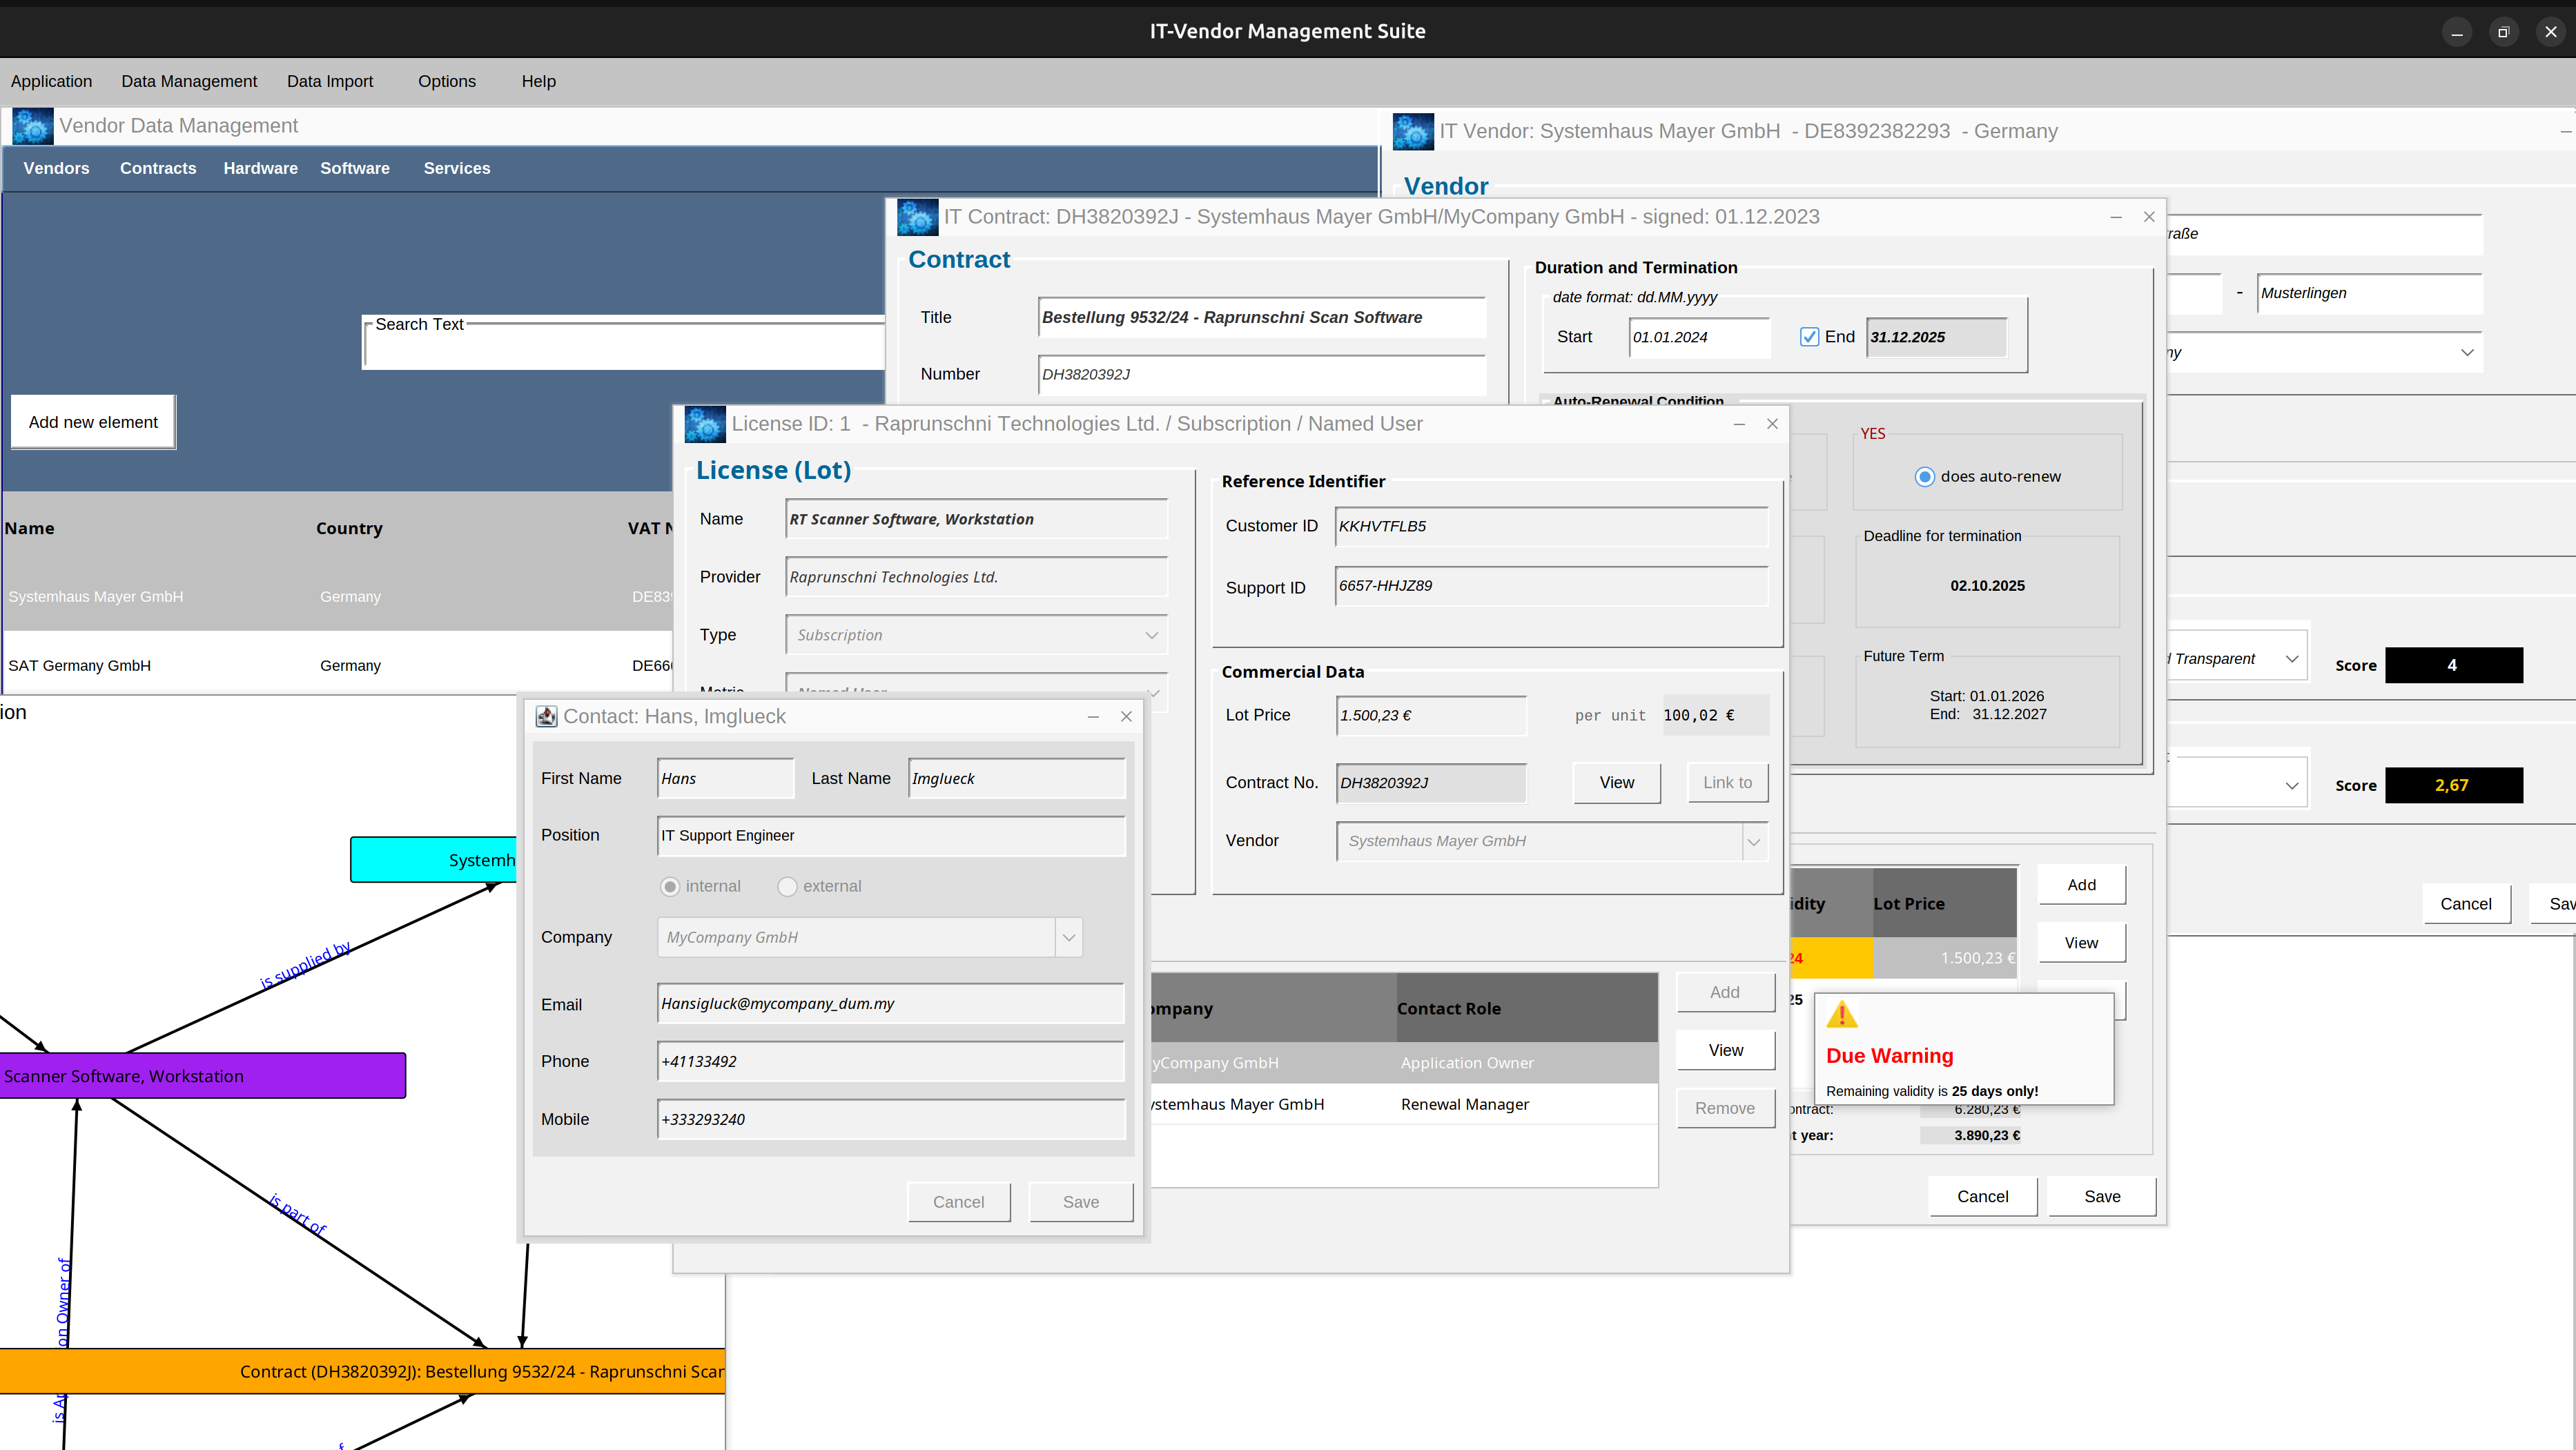 IT-Vendor Management Suite
Application Data Management Data Import Options Help
Vendor Data Management
Vendors Contracts Hardware Software Services
Search Text
Add new element
Name Country VAT
Systemhaus Mayer GmbH Germany
SAT Germany GmbH Germany
IT Vendor: Systemhaus Mayer GmbH - DE8392382293 - Germany
Vendor
raße
- Musterlingen
Transparent Score 4
Score 2,67
Cancel
IT Contract: DH3820392J - Systemhaus Mayer GmbH/MyCompany GmbH - signed: 01.12.2023
Contract
Title Bestellung 9532/24 - Raprunschni Scan Software
Number DH3820392J
Duration and Termination
date format: dd.MM.yyyy
Start 01.01.2024 End 31.12.2025
Auto-Renewal Condition
YES
does auto-renew
Deadline for termination
02.10.2025
Future Term
Start: 01.01.2026
End: 31.12.2027
idity Lot Price Add
24 1.500,23 € View
25
Due Warning
Remaining validity is 25 days only!
ontract: 6.280,23 €
t year: 3.890,23 €
Cancel Save
License ID: 1 - Raprunschni Technologies Ltd. / Subscription / Named User
License (Lot)
Name RT Scanner Software, Workstation
Provider Raprunschni Technologies Ltd.
Type Subscription
Metric Named User
Reference Identifier
Customer ID KKHVTFLB5
Support ID 6657-HHJZ89
Commercial Data
Lot Price 1.500,23 € per unit 100,02 €
Contract No. DH3820392J View Link to
Vendor Systemhaus Mayer GmbH
ompany Contact Role Add
yCompany GmbH Application Owner View
ystemhaus Mayer GmbH Renewal Manager Remove
Contact: Hans, Imglueck
First Name Hans Last Name Imglueck
Position IT Support Engineer
internal external
Company MyCompany GmbH
Email Hansigluck@mycompany_dum.my
Phone +41133492
Mobile +333293240
Cancel Save
ion
Systemh
is supplied by
Scanner Software, Workstation
is part of
on Owner of
Contract (DH3820392J): Bestellung 9532/24 - Raprunschni Scan